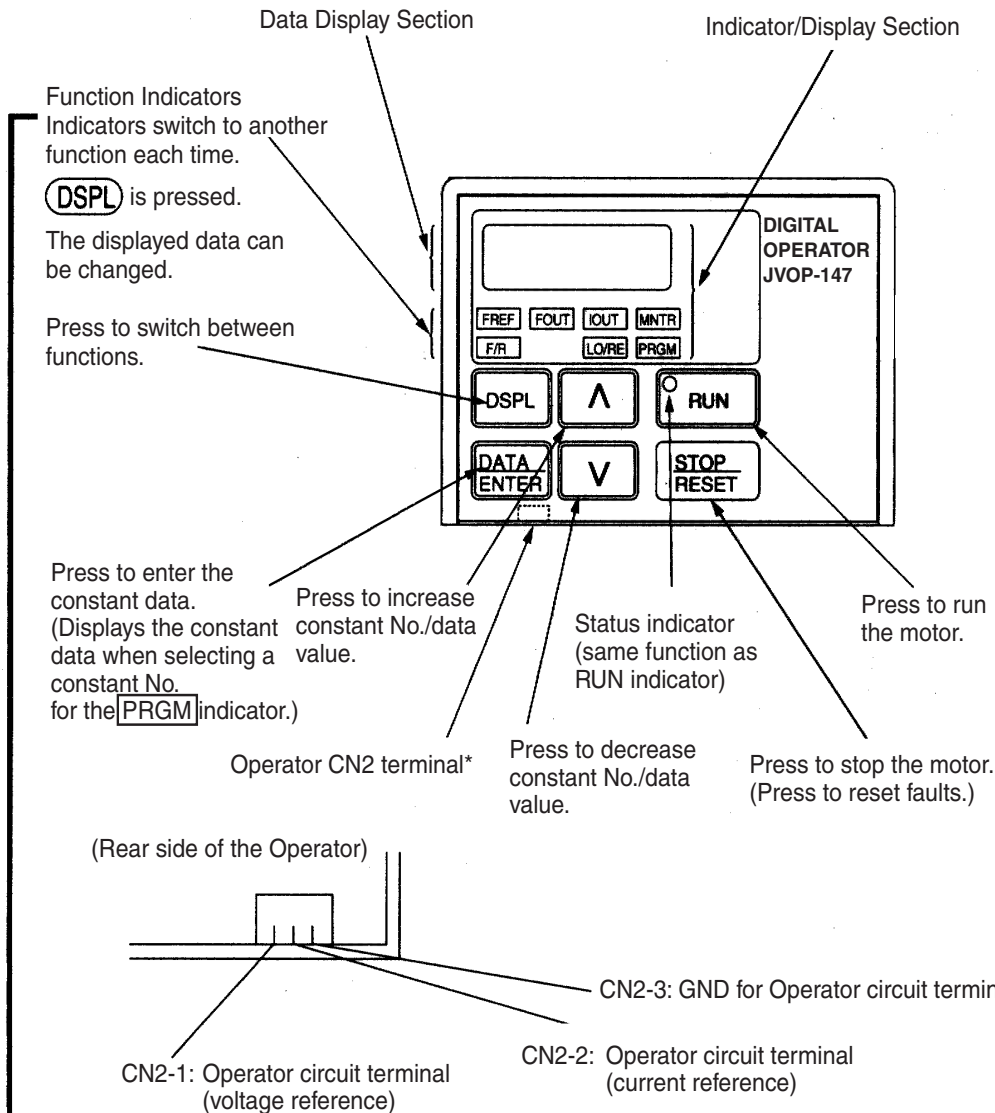 Data Display Section
Indicator/Display Section
Function Indicators
Indicators switch to another
function each time.
DSPL is pressed.
The displayed data can
be changed.
Press to switch between
functions.
DIGITAL
OPERATOR
JVOP-147
FREF FOUT IOUT MNTR
F/R LO/RE PRGM
DSPL Λ RUN
DATA
ENTER
V
STOP
RESET
Press to enter the
constant data.
(Displays the constant
data when selecting a
constant No.
for the PRGM indicator.)
Press to increase
constant No./data
value.
Status indicator
(same function as
RUN indicator)
Press to run
the motor.
Operator CN2 terminal*
Press to decrease
constant No./data
value.
Press to stop the motor.
(Press to reset faults.)
(Rear side of the Operator)
CN2-3: GND for Operator circuit termin
CN2-1: Operator circuit terminal
(voltage reference)
CN2-2: Operator circuit terminal
(current reference)